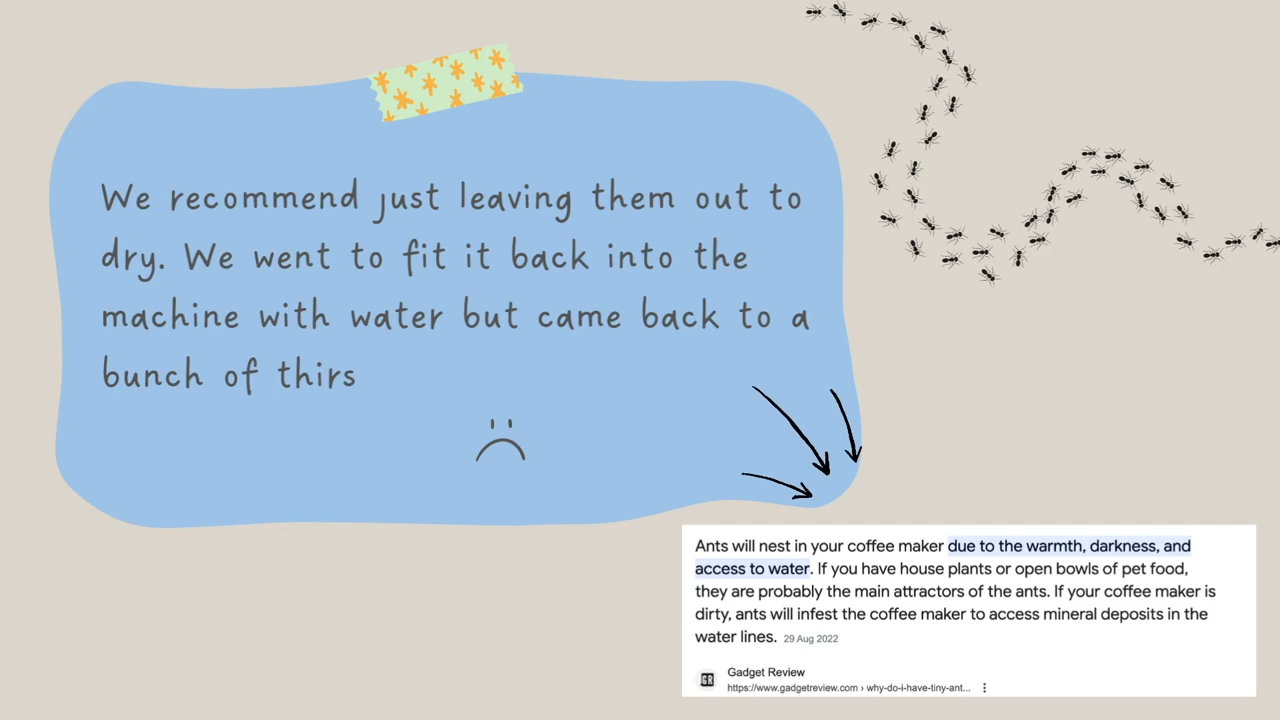 We recommend just leaving them out to
dry. We went to fit it back into the
machine with water but came back to a
bunch of thirs
Ants will nest in your coffee maker due to the warmth, darkness, and
access to water. If you have house plants or open bowls of pet food,
they are probably the main attractors of the ants. If your coffee maker is
dirty, ants will infest the coffee maker to access mineral deposits in the
water lines. 29 Aug 2022
GR
Gadget Review
https://www.gadgetreview.com › why-do-i-have-tiny-ant...